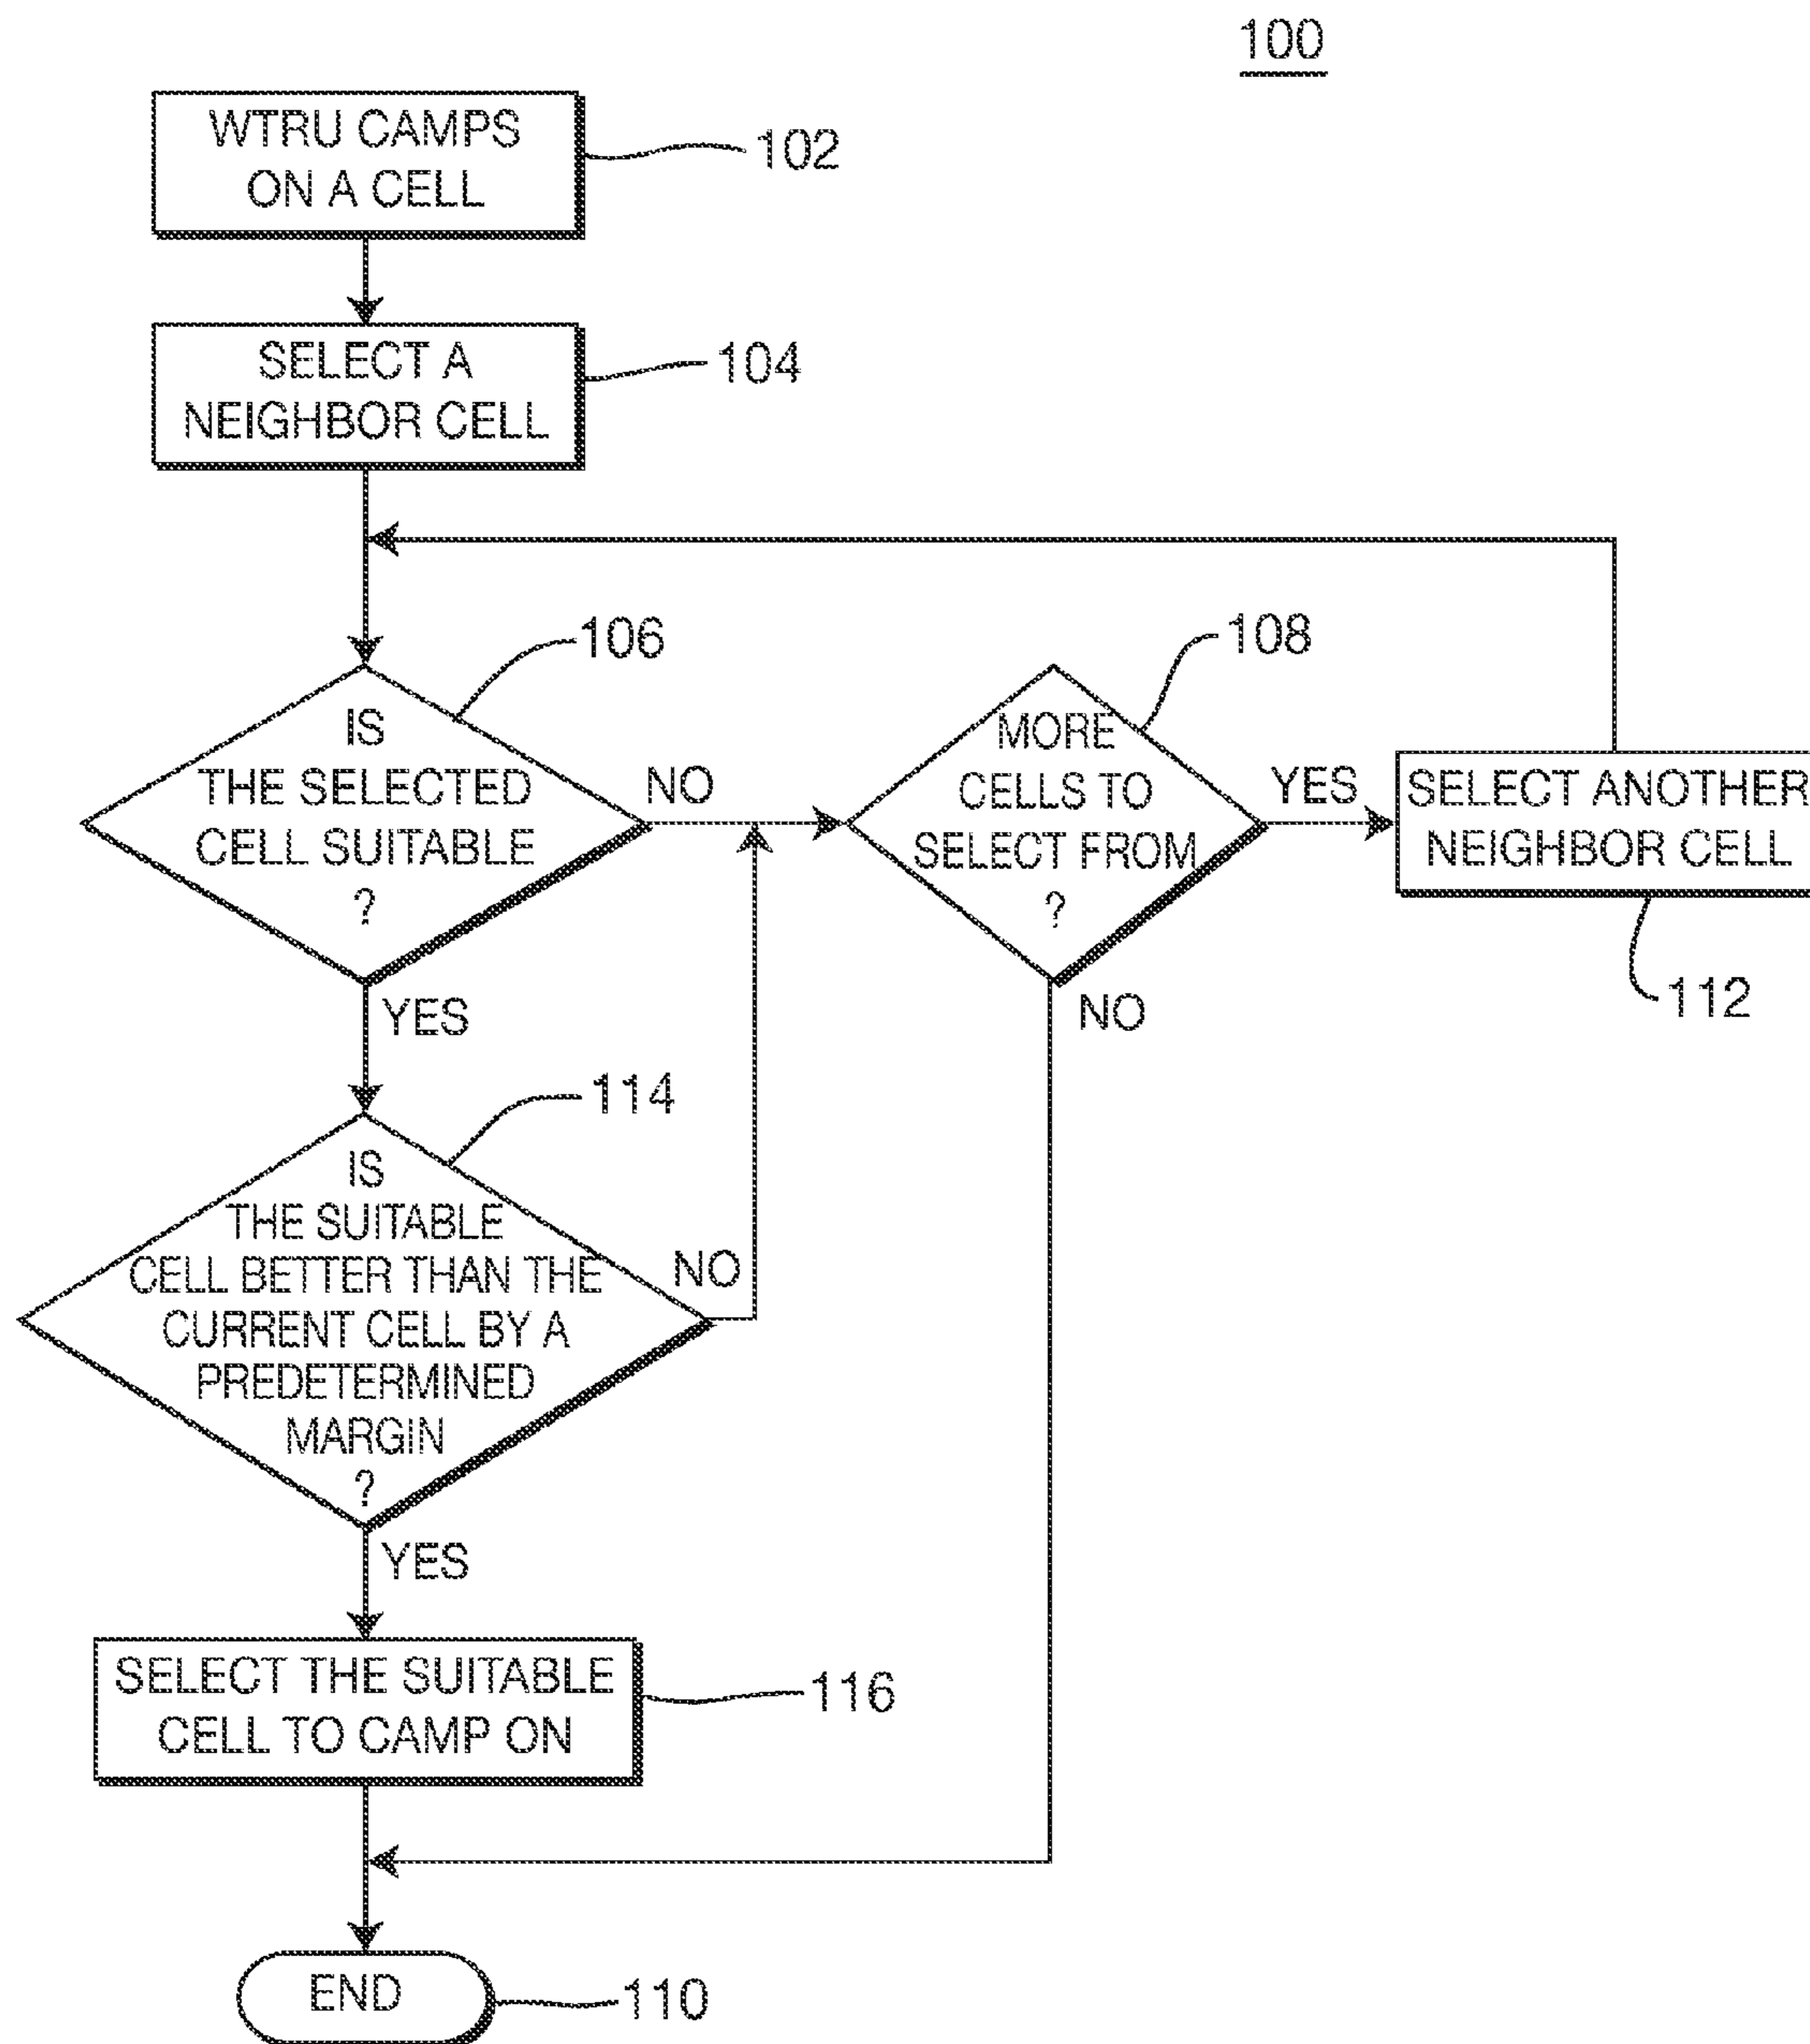 100
WTRU CAMPS
ON A CELL
102
SELECT A
NEIGHBOR CELL
104
106
IS
THE SELECTED
CELL SUITABLE
?
NO
YES
108
MORE
CELLS TO
SELECT FROM
?
YES
NO
SELECT ANOTHER
NEIGHBOR CELL
112
114
IS
THE SUITABLE
CELL BETTER THAN THE
CURRENT CELL BY A
PREDETERMINED
MARGIN
?
NO
YES
SELECT THE SUITABLE
CELL TO CAMP ON
116
END
110